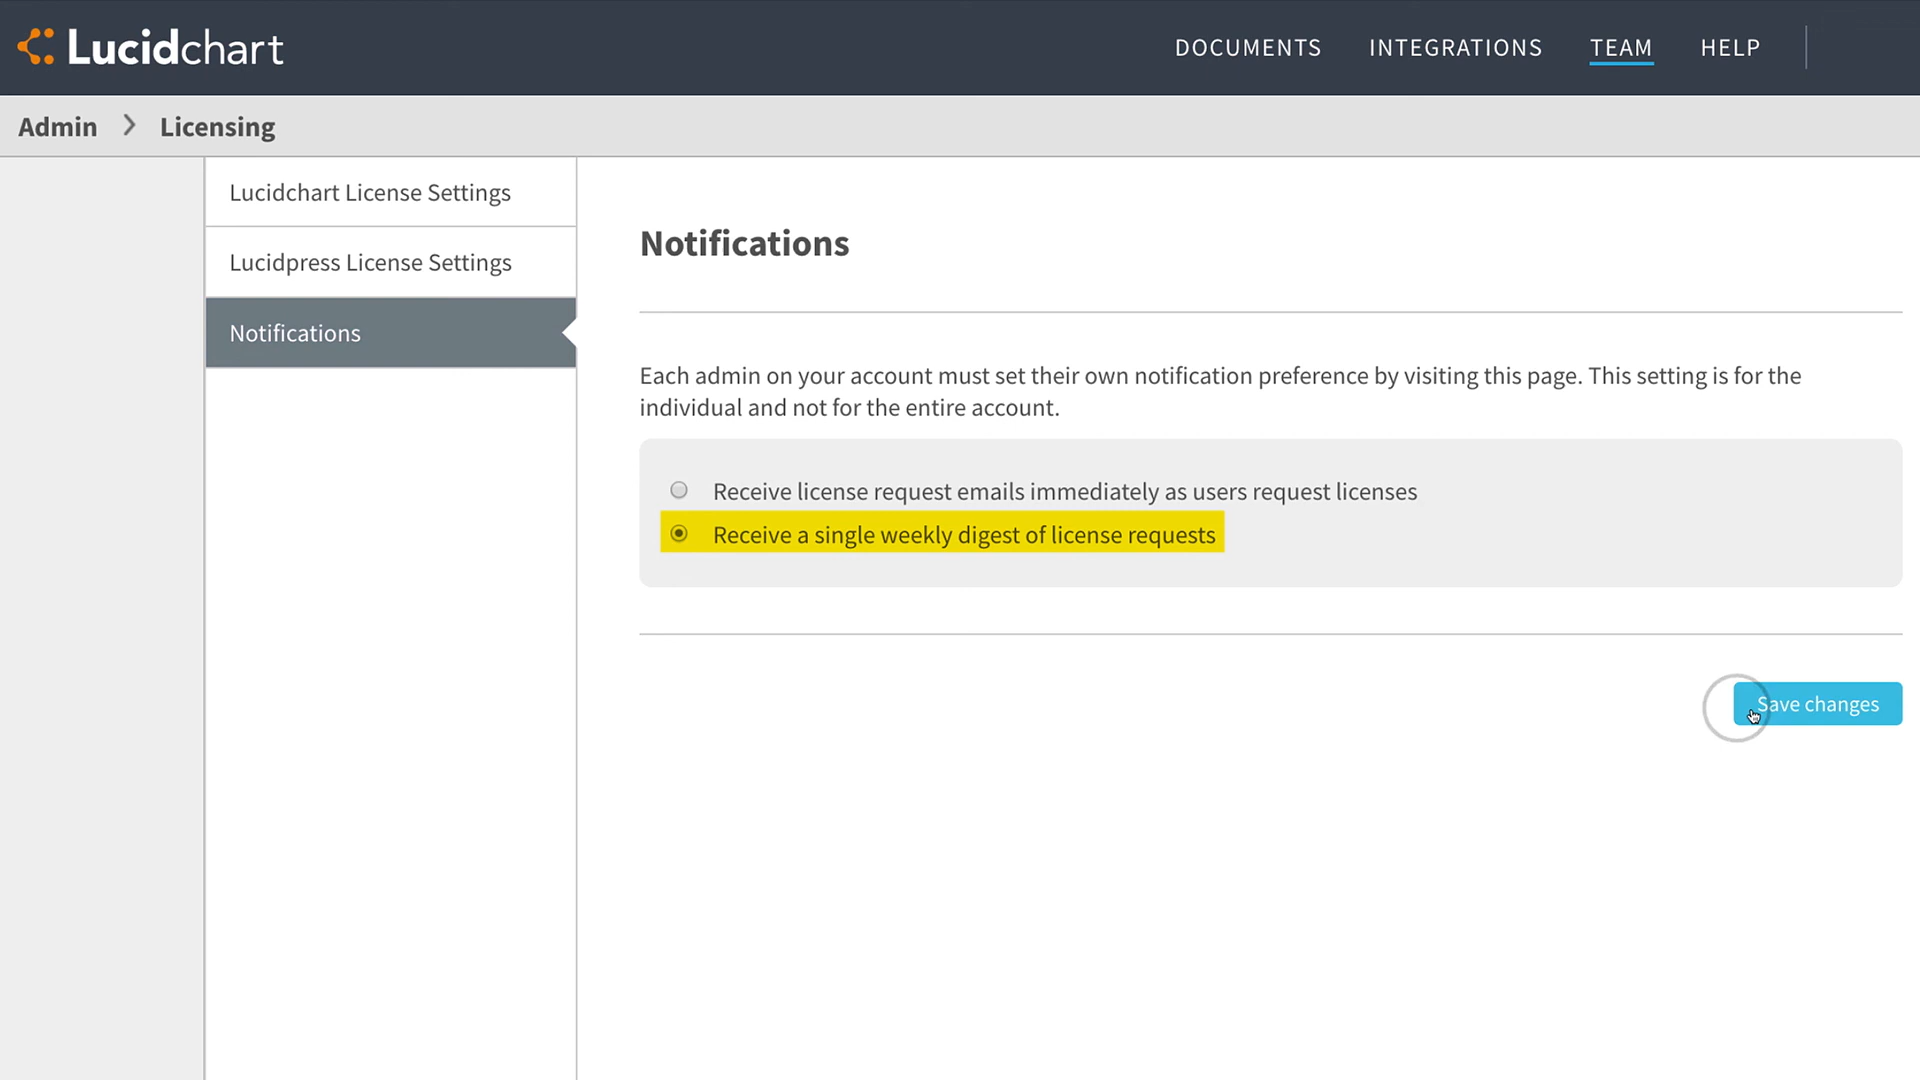 Lucidchart
DOCUMENTS INTEGRATIONS TEAM HELP
Admin > Licensing
Lucidchart License Settings
Lucidpress License Settings
Notifications
Notifications
Each admin on your account must set their own notification preference by visiting this page. This setting is for the
individual and not for the entire account.
Receive license request emails immediately as users request licenses
Receive a single weekly digest of license requests
Save changes